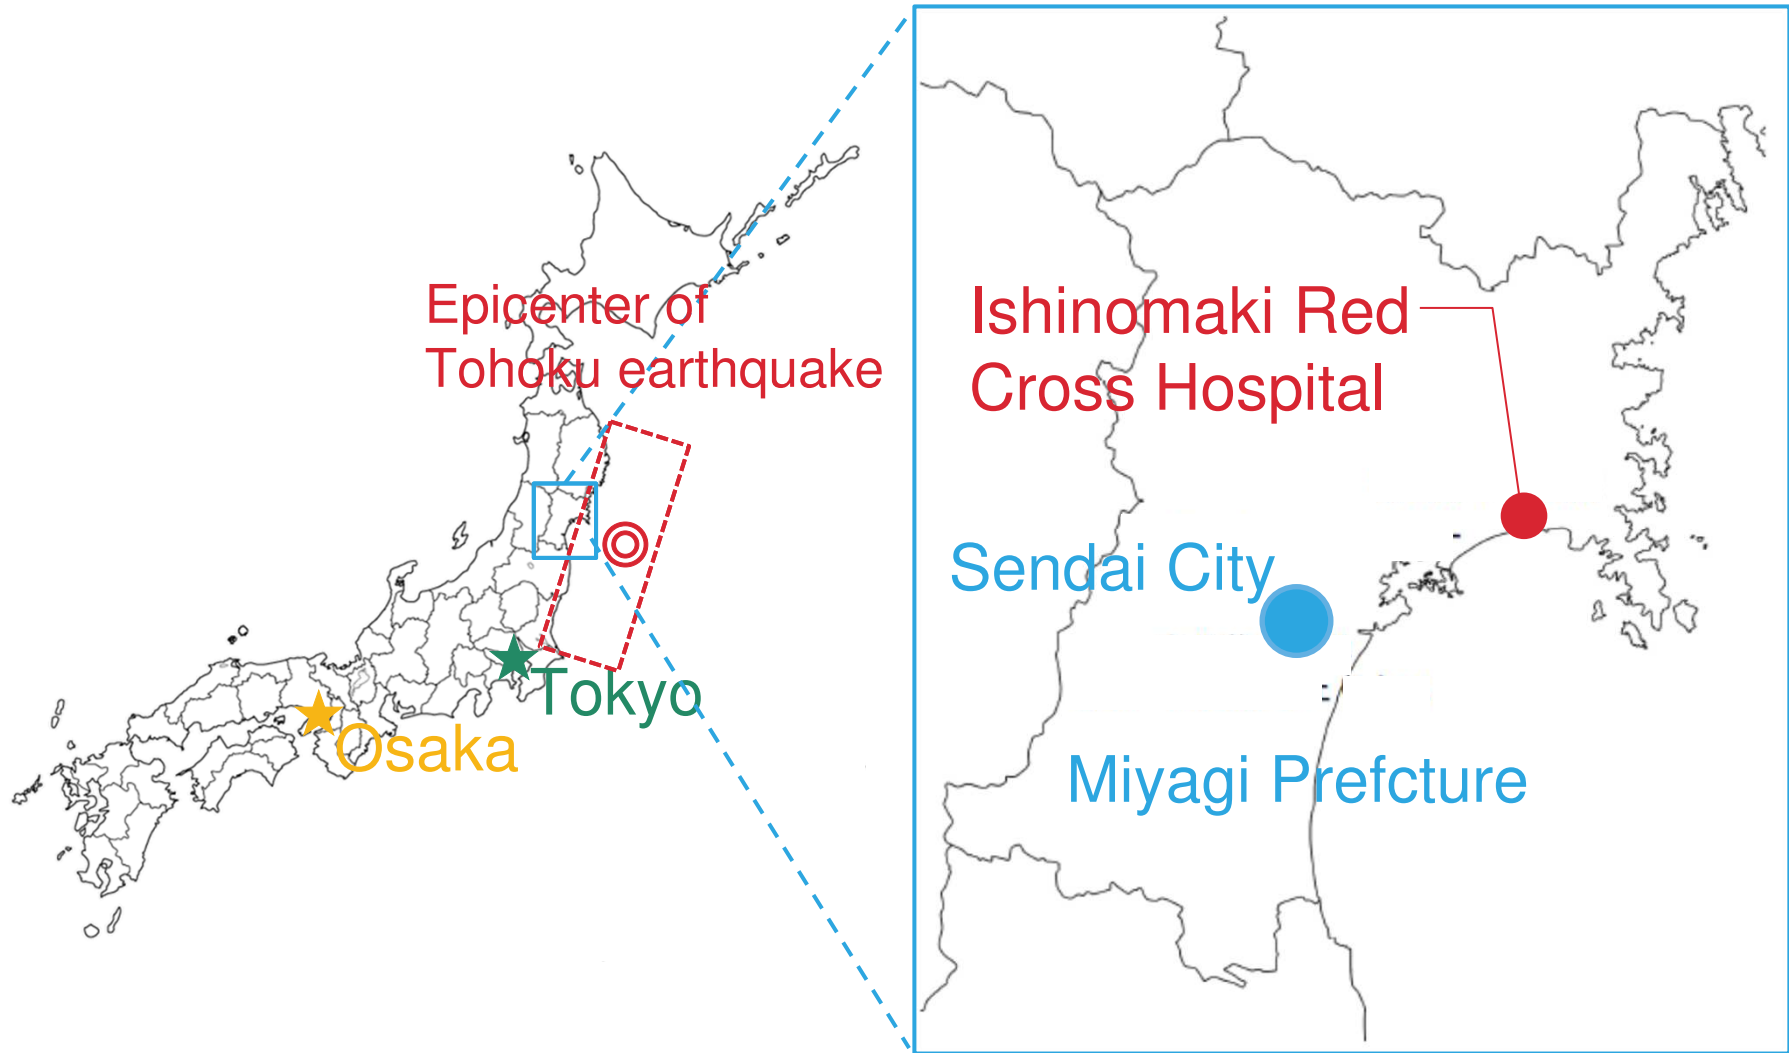 Epicenter of
Tohoku earthquake
Tokyo
Osaka
Ishinomaki Red
Cross Hospital
Sendai City
Miyagi Prefcture